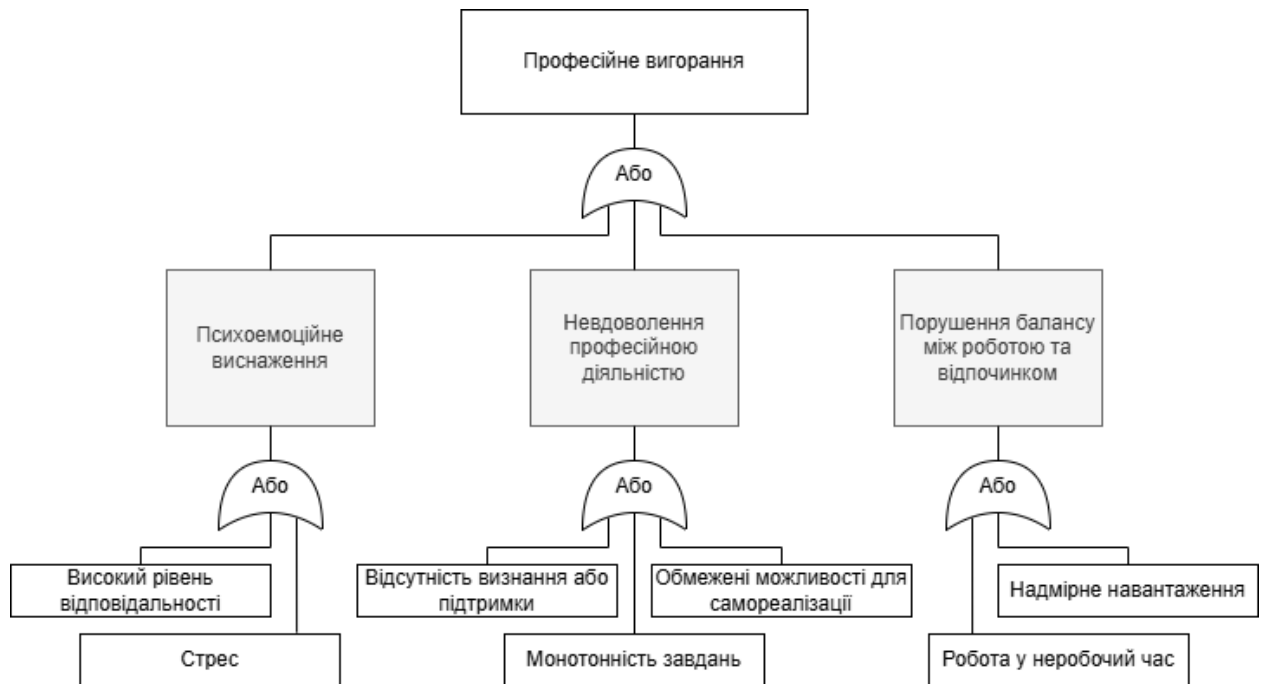 Професійне вигорання
Або
Психоемоційне
виснаження
Невдоволення
професійною
діяльністю
Порушення балансу
між роботою та
відпочинком
Або
Або
Або
Високий рівень
відповідальності
Відсутність визнання або
підтримки
Обмежені можливості для
самореалізації
Надмірне навантаження
Стрес
Монотонність завдань
Робота у неробочий час